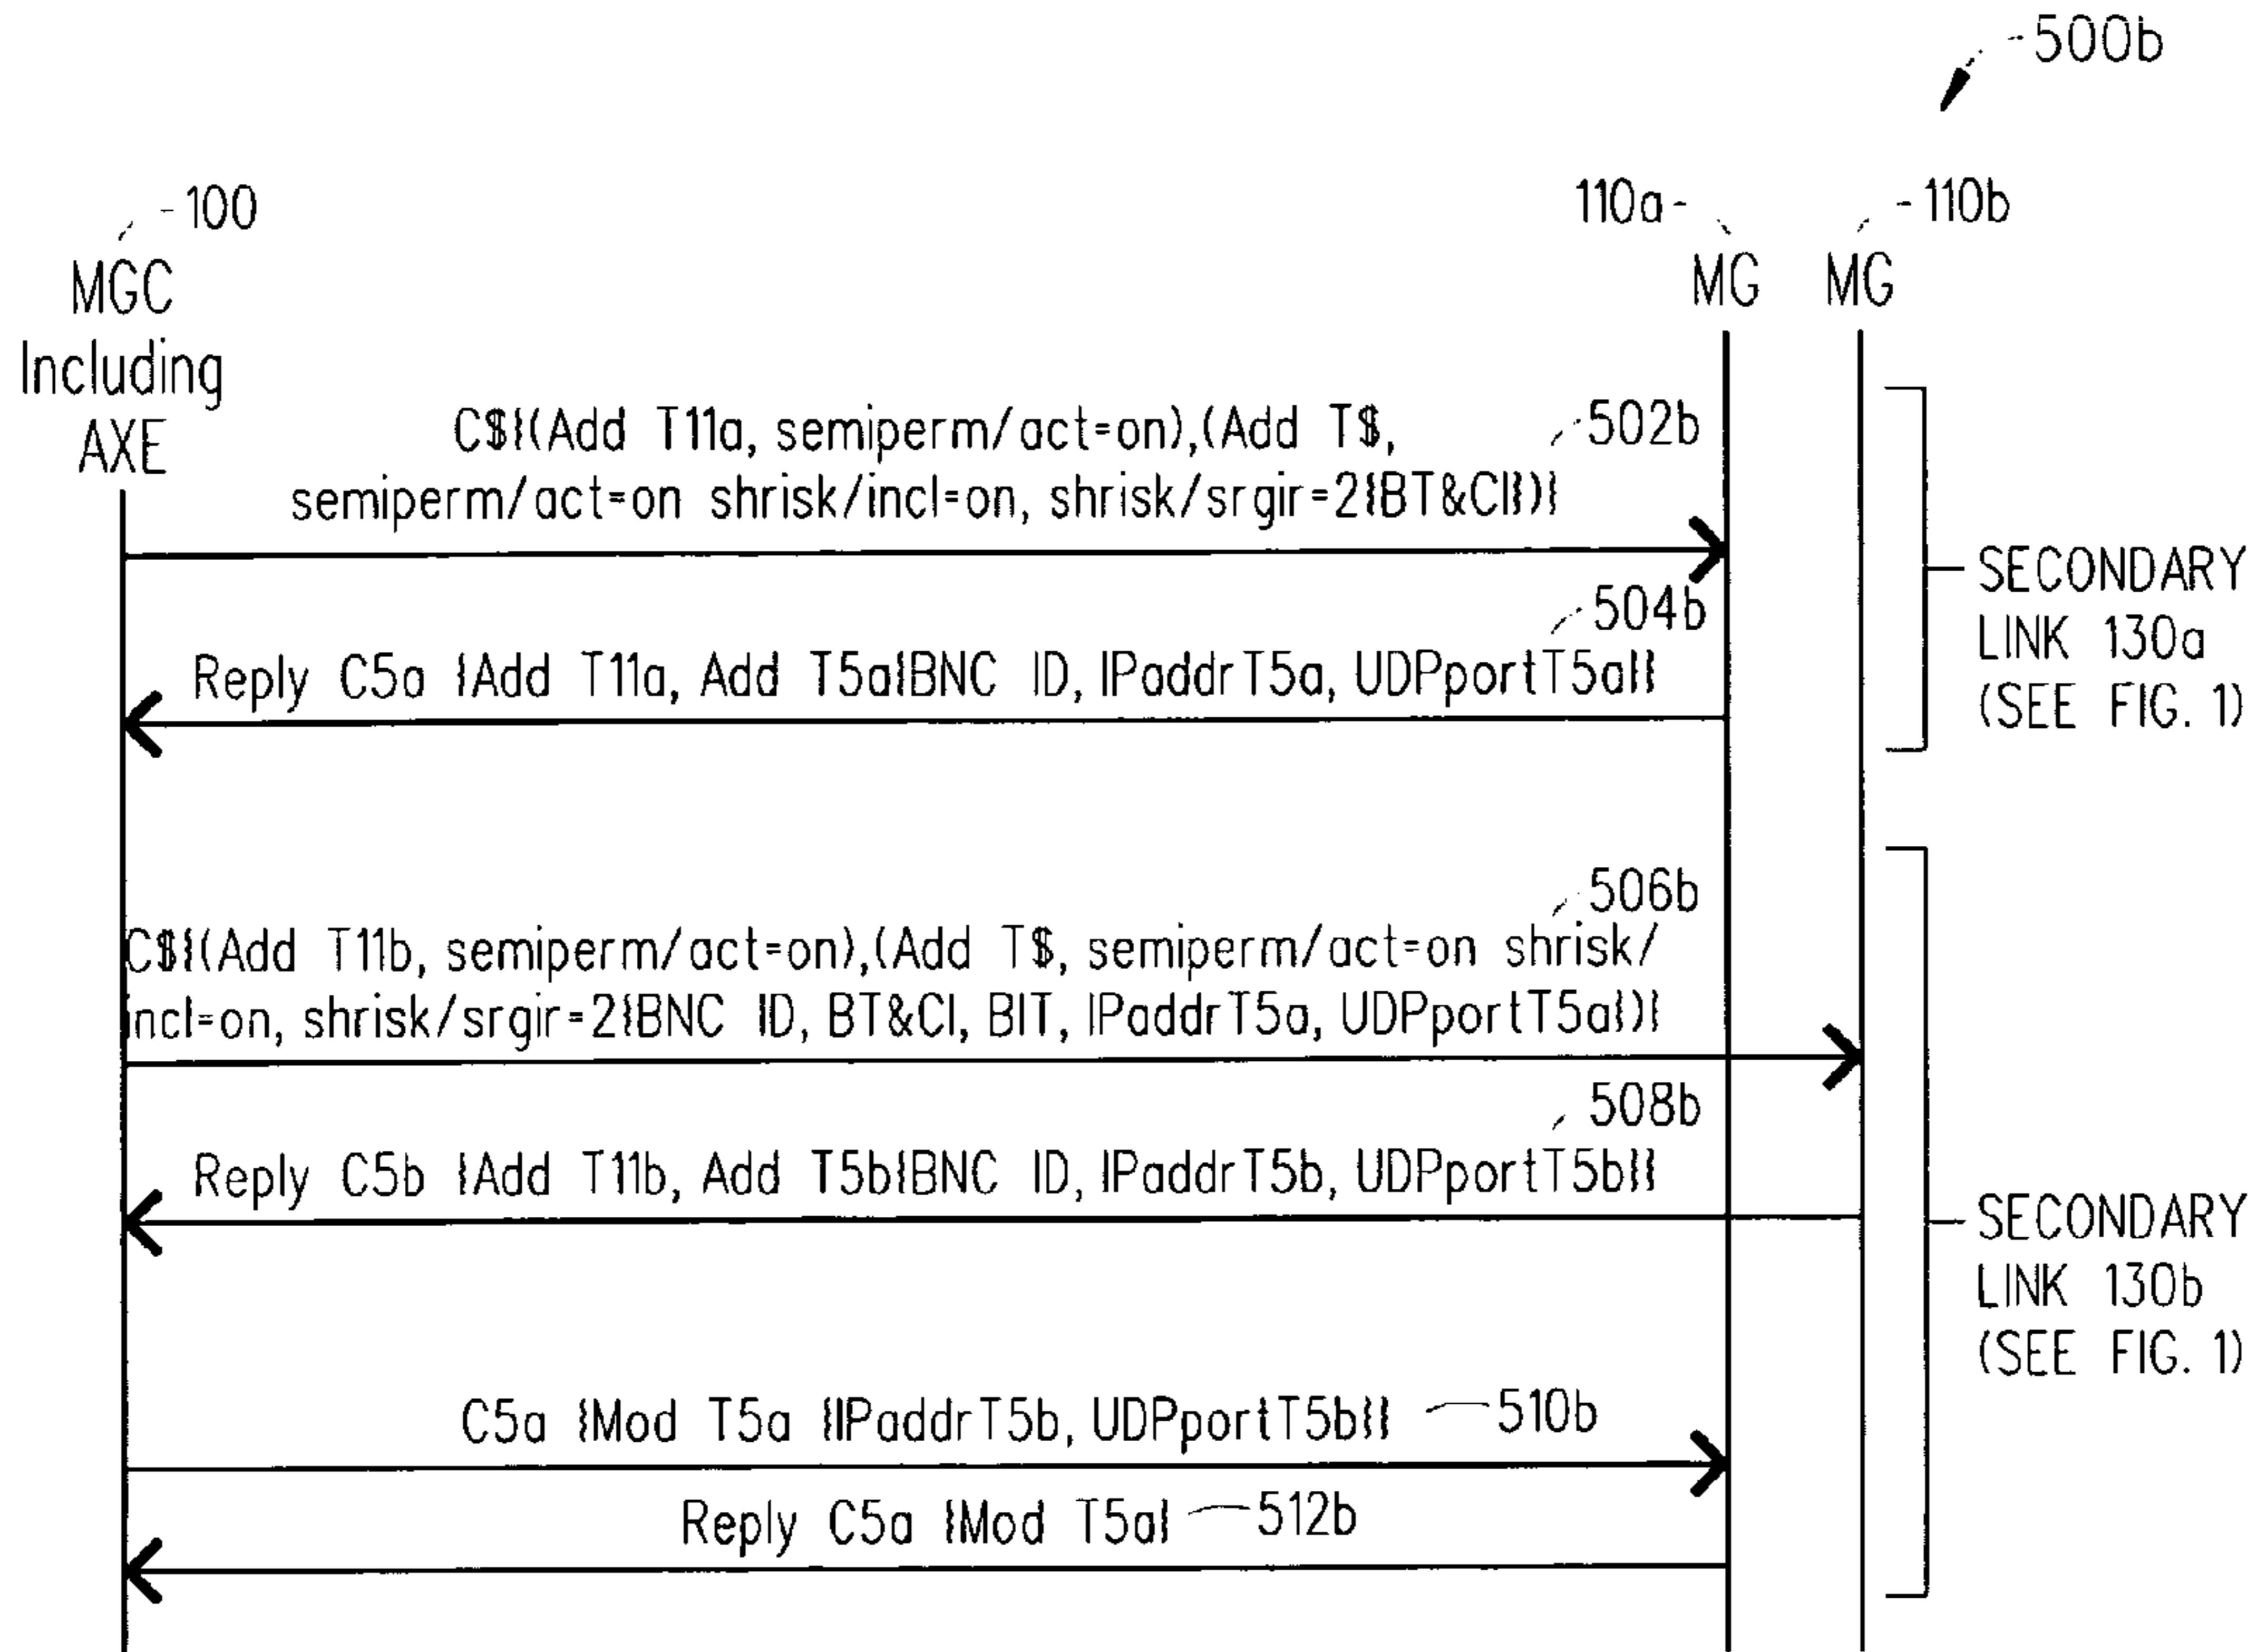 500b
100
110a
110b
MGC
Including
AXE
MG
MG
C${(Add T11a, semiperm/act=on),(Add T$,
502b
semiperm/act=on shrisk/incl=on, shrisk/srgir=2{BT&CI})}
504b
Reply C5a {Add T11a, Add T5a{BNC ID, IPaddrT5a, UDPportT5a}}
SECONDARY
LINK 130a
(SEE FIG. 1)
506b
C${(Add T11b, semiperm/act=on),(Add T$, semiperm/act=on shrisk/
incl=on, shrisk/srgir=2{BNC ID, BT&CI, BIT, IPaddrT5a, UDPportT5a})}
508b
Reply C5b {Add T11b, Add T5b{BNC ID, IPaddrT5b, UDPportT5b}}
SECONDARY
LINK 130b
(SEE FIG. 1)
C5a {Mod T5a {IPaddrT5b, UDPportT5b}}
510b
Reply C5a {Mod T5a}
512b